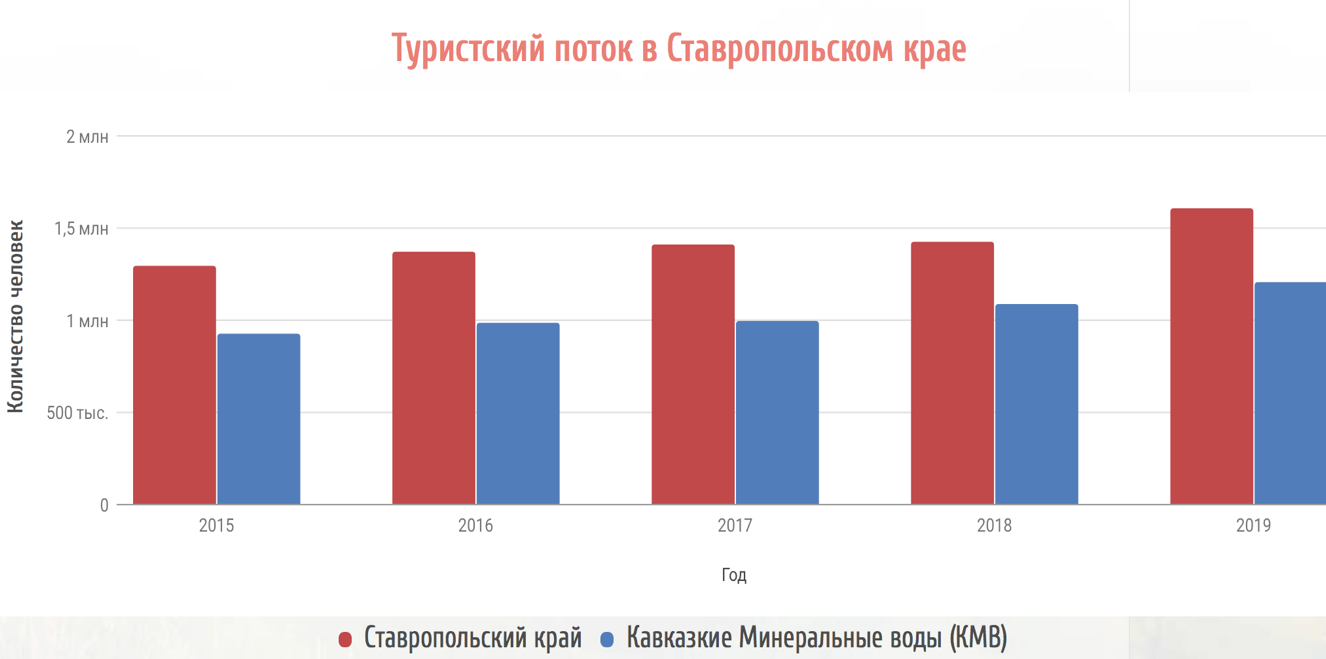 Туристский поток в Ставропольском крае
Количество человек
2 млн
1,5 млн
1 млн
500 тыс.
0
2015 2016 2017 2018 2019
Год
Ставропольский край Кавказкие Минеральные воды (КМВ)